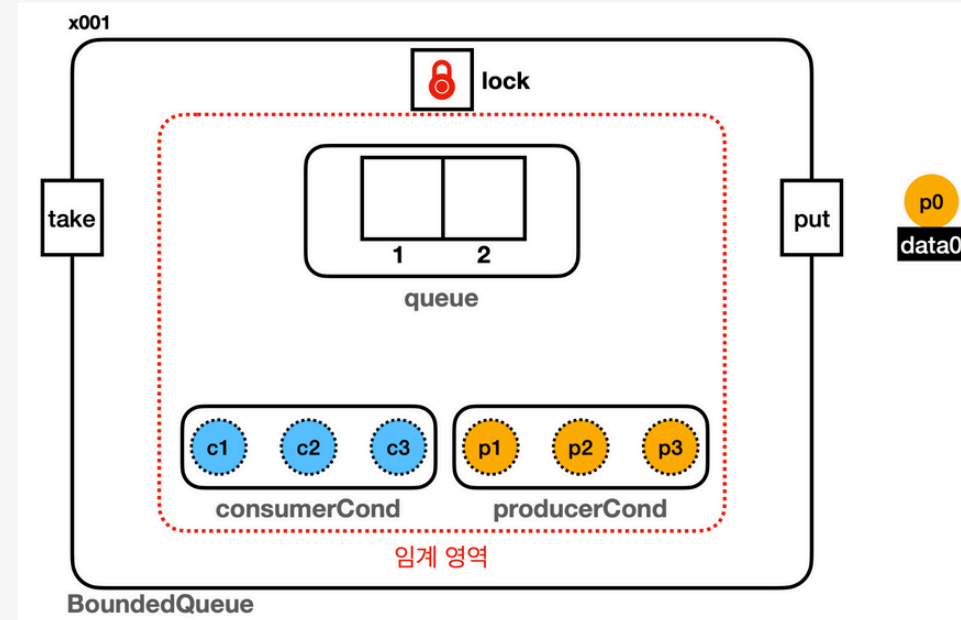 x001
lock
take
put
p0
data0
1 2
queue
c1 c2 c3 p1 p2 p3
consumerCond producerCond
임계 영역
BoundedQueue